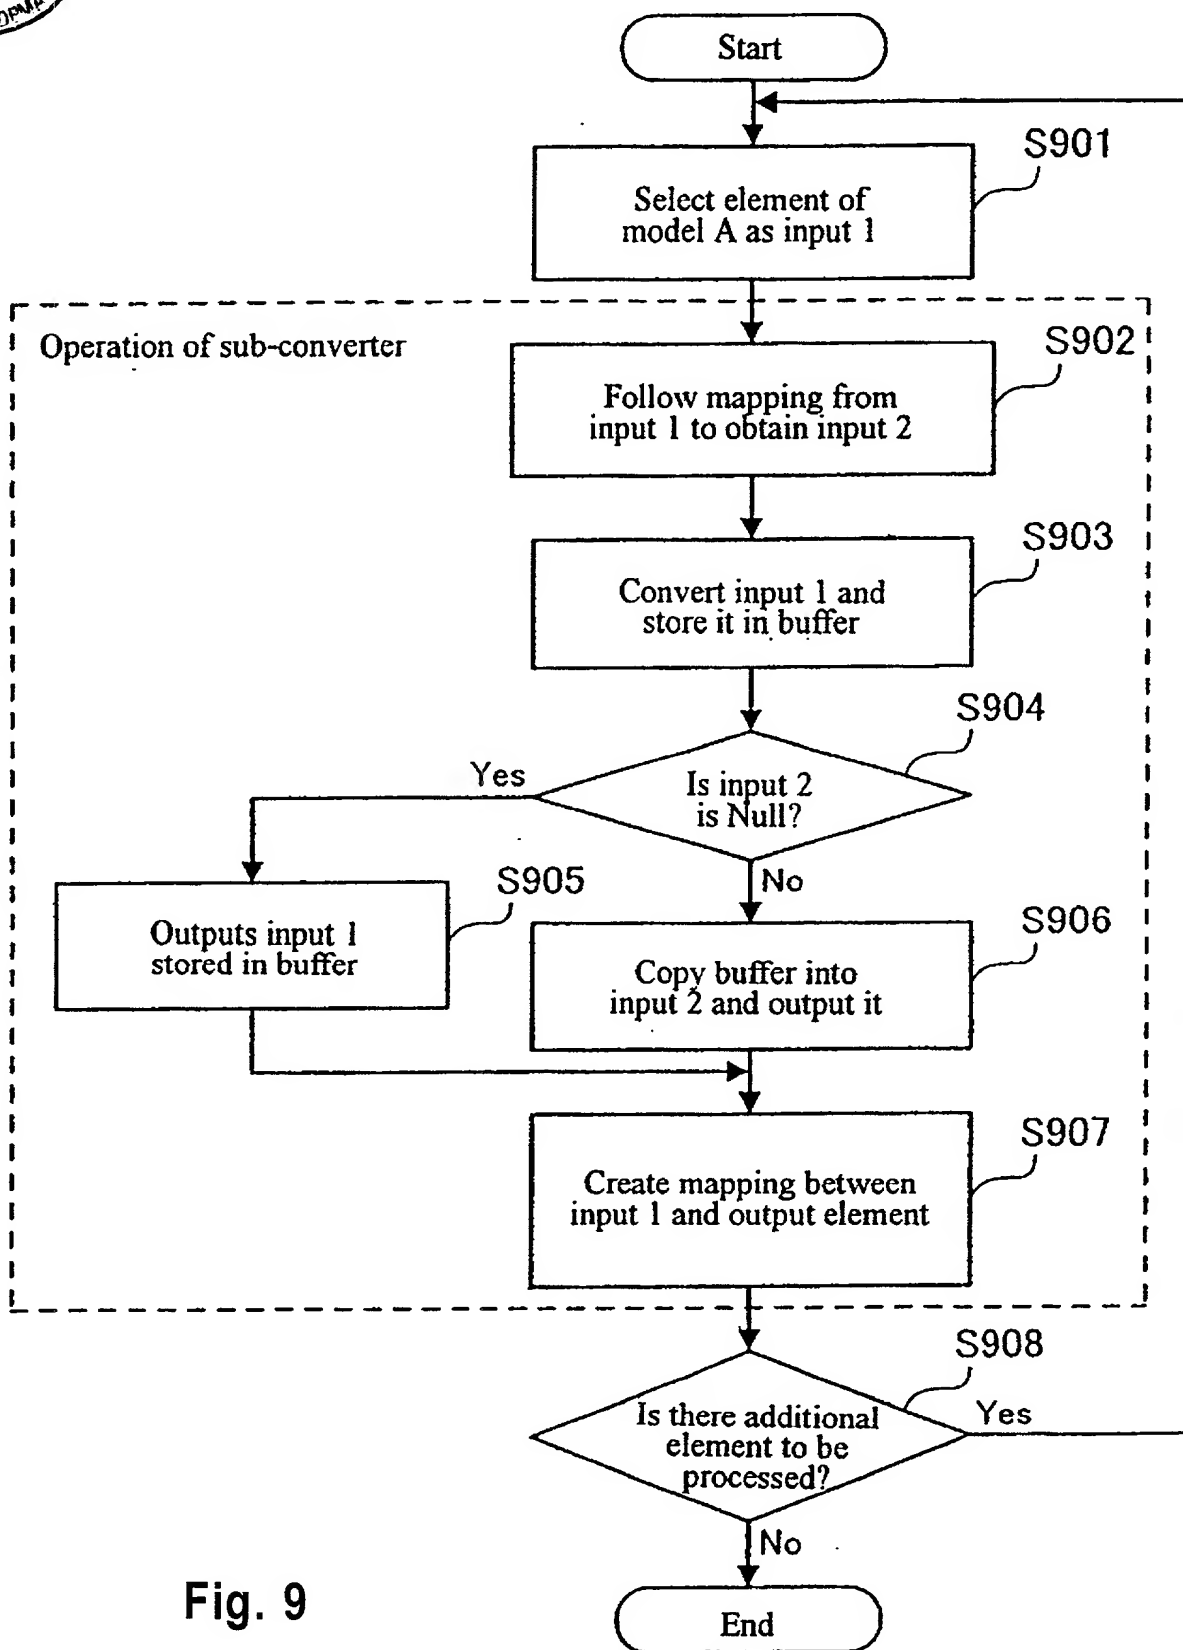 Start
S901
Select element of
model A as input 1
Operation of sub-converter
S902
Follow mapping from
input 1 to obtain input 2
S903
Convert input 1 and
store it in buffer
S904
Yes
Is input 2
is Null?
No
S905
Outputs input 1
stored in buffer
S906
Copy buffer into
input 2 and output it
S907
Create mapping between
input 1 and output element
S908
Is there additional
element to be
processed?
Yes
No
Fig. 9
End